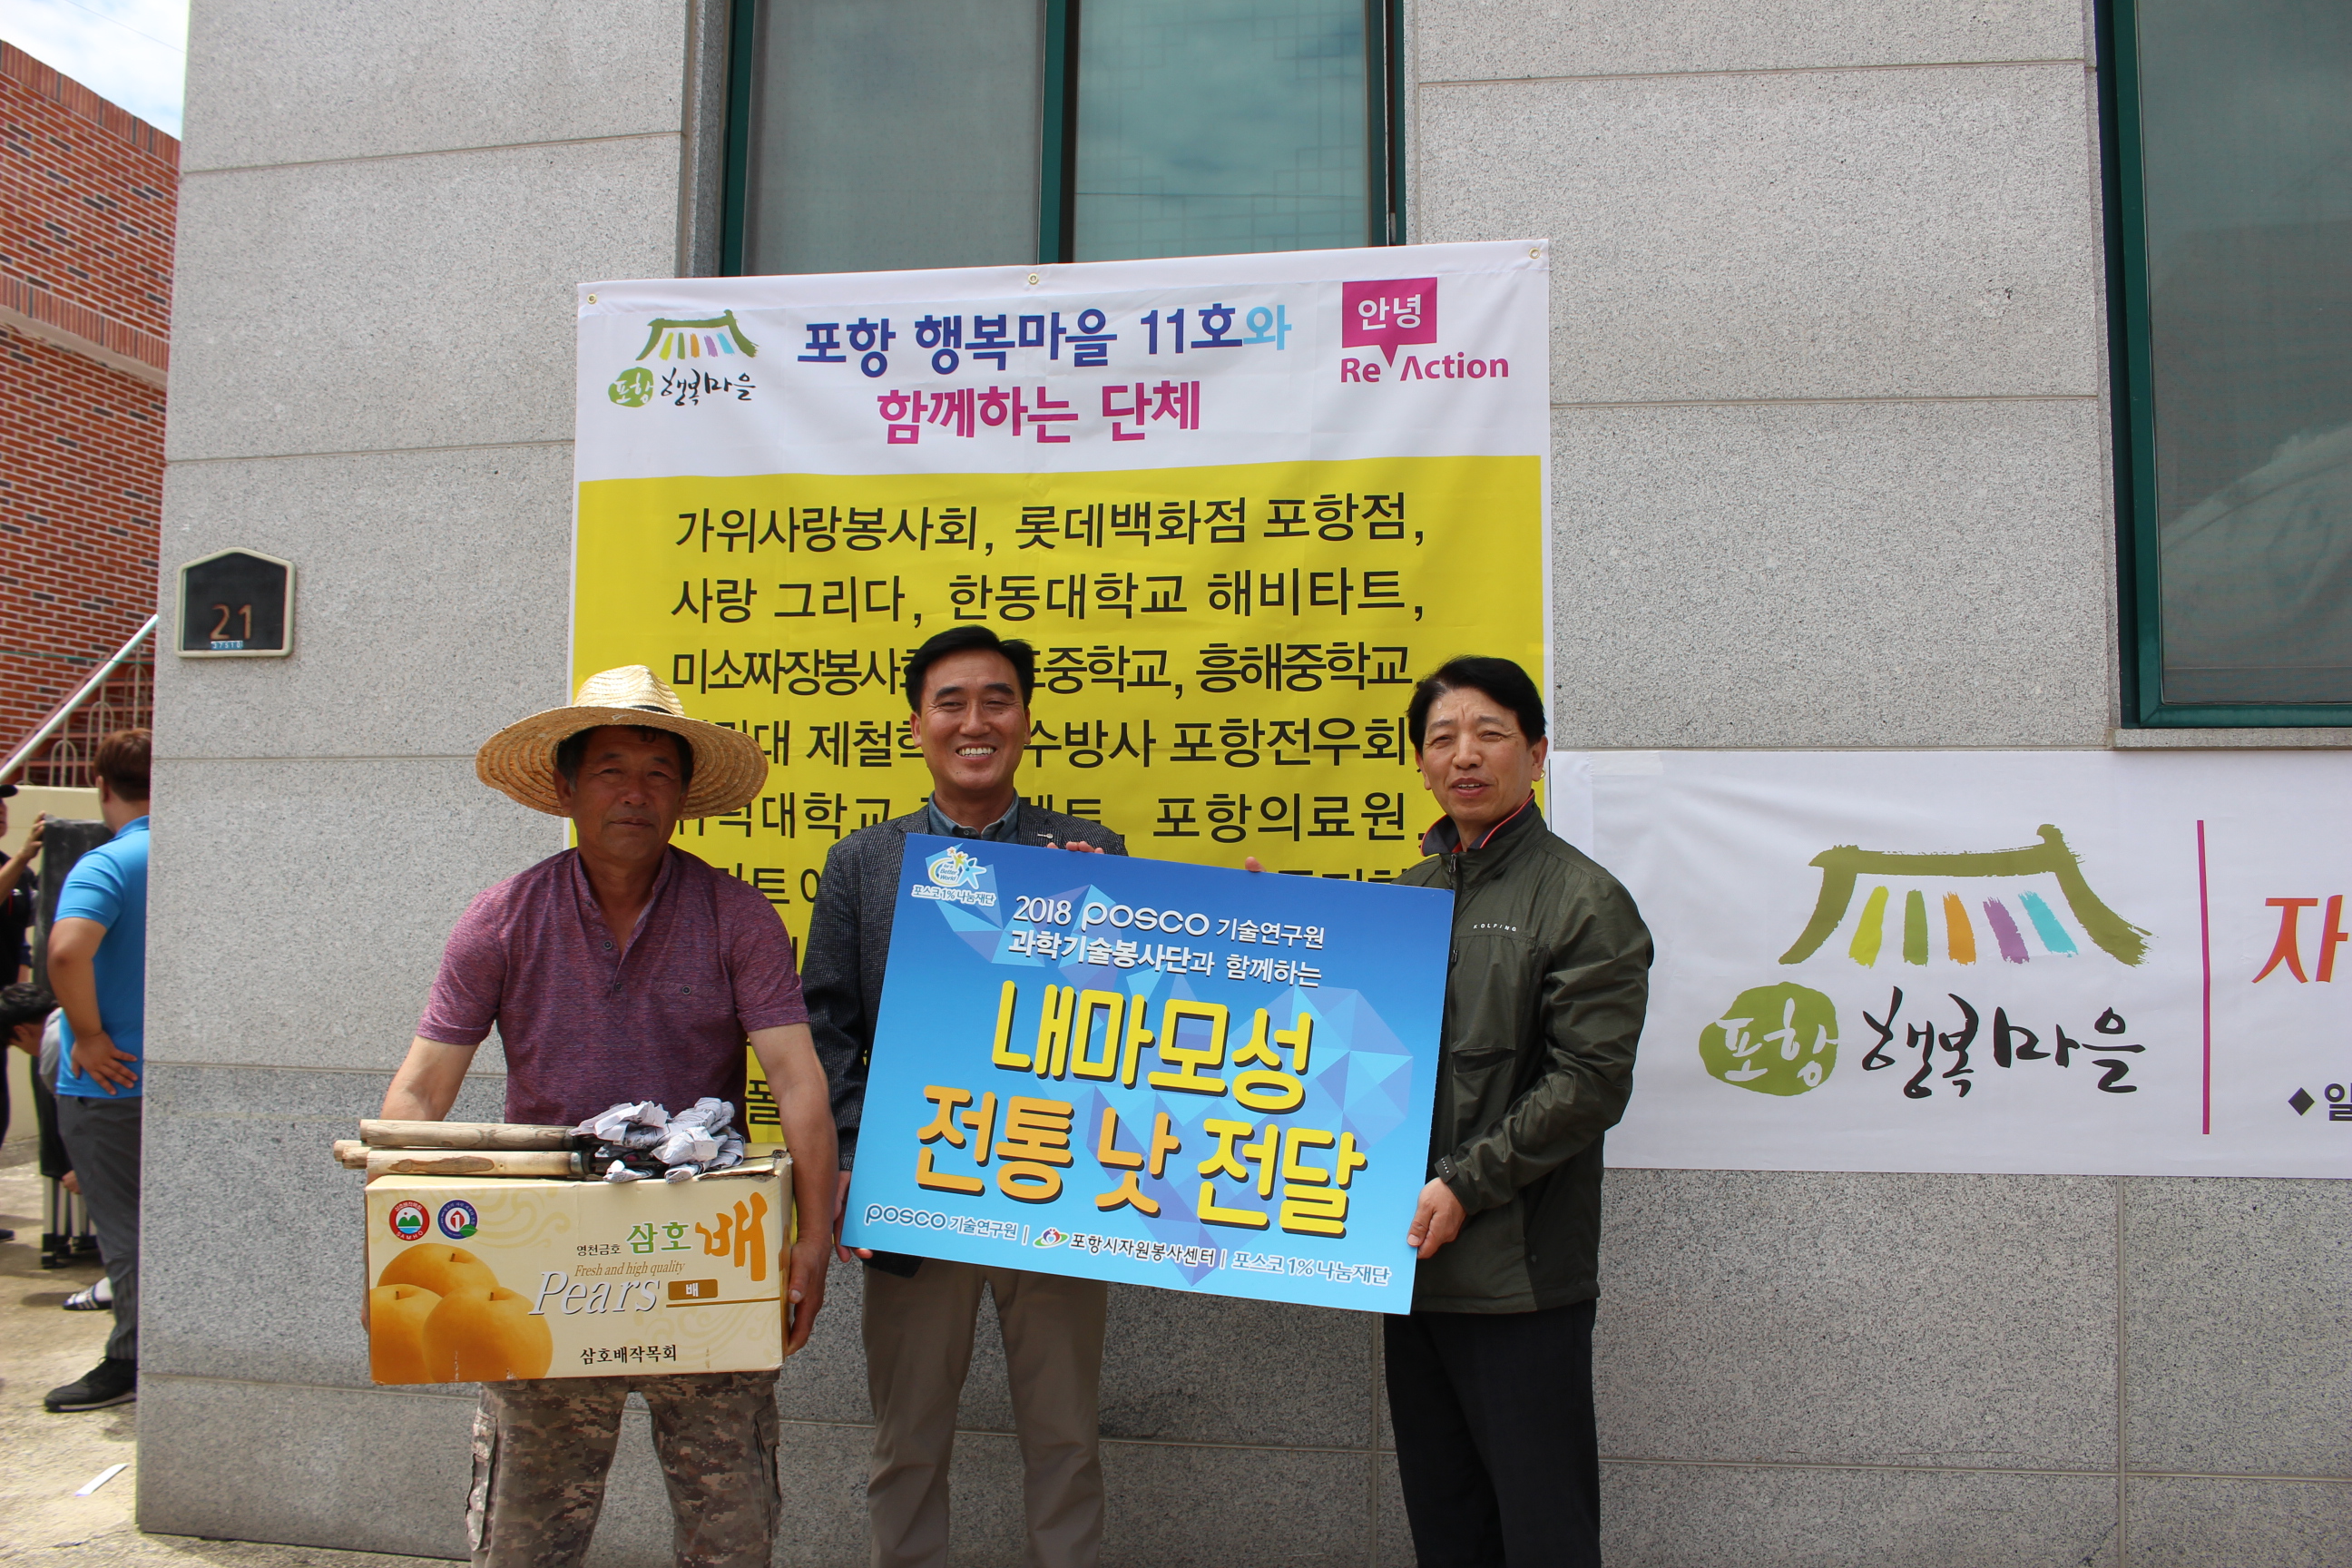 포항 행복마을
포항 행복마을 11호와
함께하는 단체
안녕
Re Action
가위사랑봉사회, 롯데백화점 포항점,
사랑 그리다, 한동대학교 해비타트,
미소짜장봉사회 중학교, 흥해중학교
제철 수방사 포항전우회
대학교 포항의료원,
21
For a Better World
포스코 1% 나눔재단
2018 posco 기술연구원
과학기술봉사단과 함께하는
내마모성
전통 낫 전달
posco 기술연구원 | 포항시자원봉사센터 | 포스코 1% 나눔재단
GOLFING
SAMHO
1
영천금호 삼호 배
Fresh and high quality
Pears 배
삼호배작목회
포항 행복마을
자
◆일